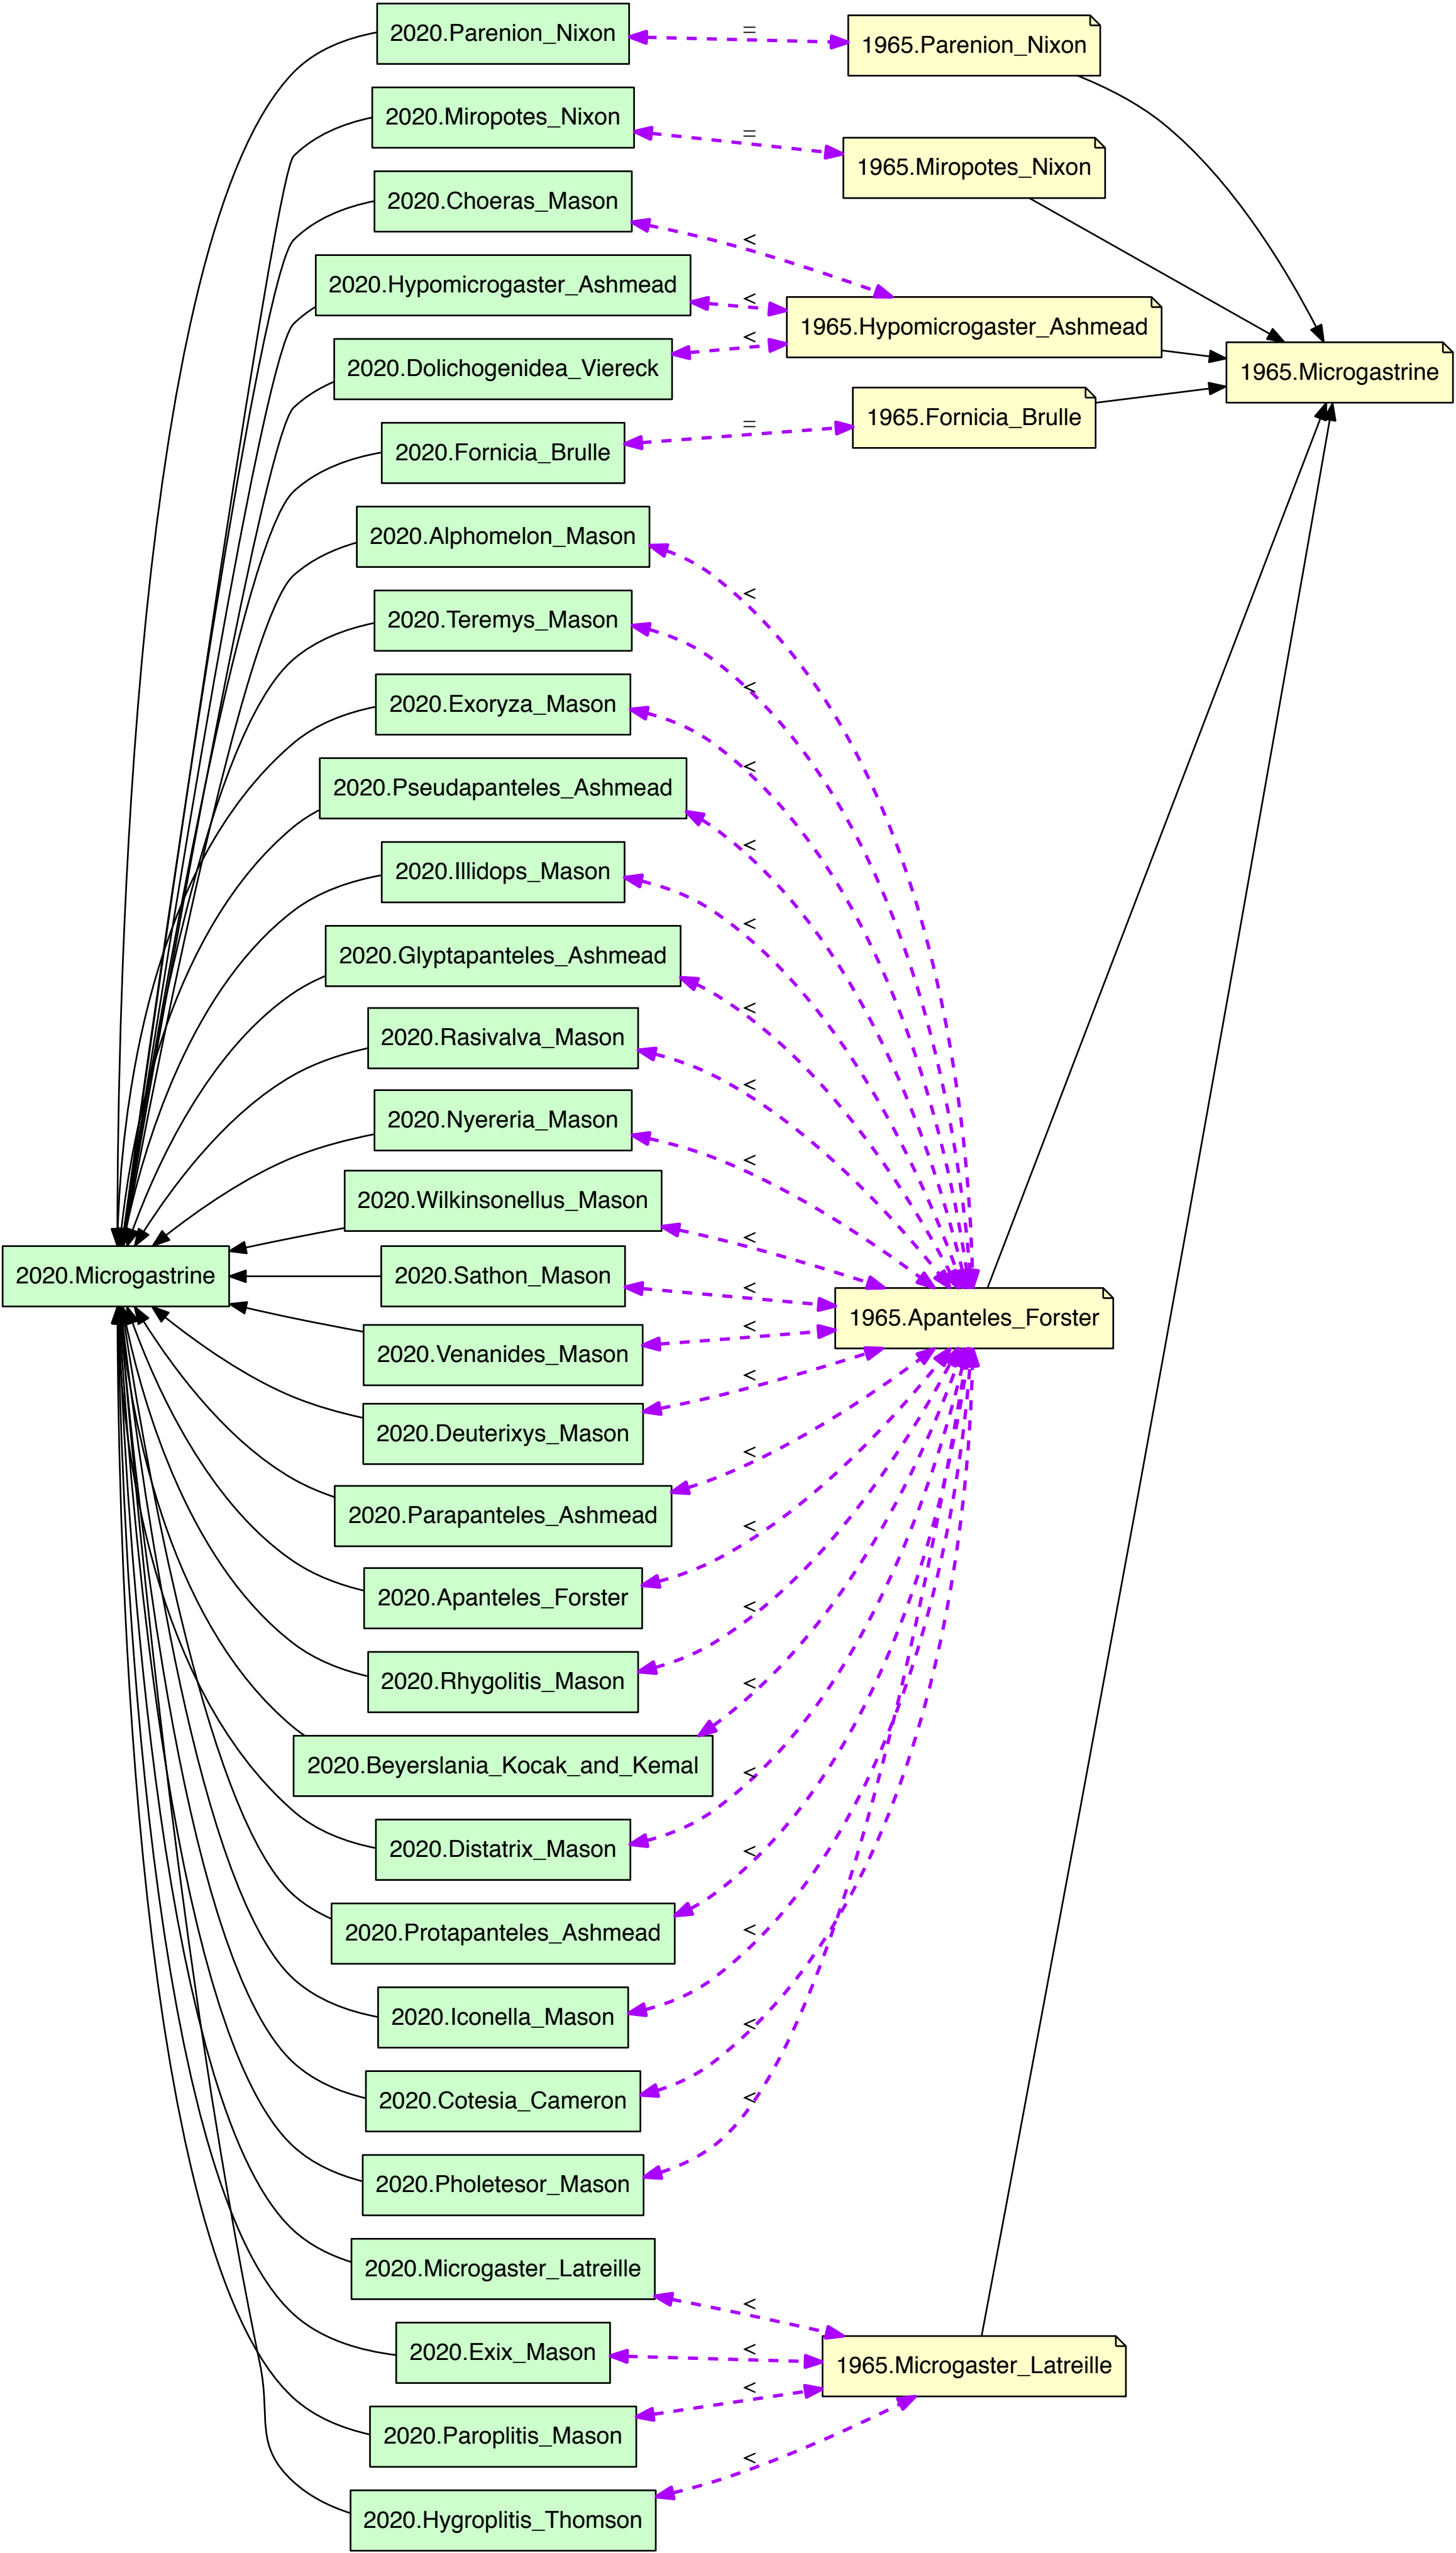 2020.Parenion_Nixon
=
1965.Parenion_Nixon
2020.Miropotes_Nixon
=
1965.Miropotes_Nixon
2020.Choeras_Mason
<
2020.Hypomicrogaster_Ashmead
<
1965.Hypomicrogaster_Ashmead
2020.Dolichogenidea_Viereck
<
1965.Microgastrine
2020.Fornicia_Brulle
=
1965.Fornicia_Brulle
2020.Alphomelon_Mason
<
2020.Teremys_Mason
<
2020.Exoryza_Mason
<
2020.Pseudapanteles_Ashmead
<
2020.Illidops_Mason
<
2020.Glyptapanteles_Ashmead
<
2020.Rasivalva_Mason
<
2020.Nyereria_Mason
<
2020.Wilkinsonellus_Mason
<
2020.Microgastrine
2020.Sathon_Mason
<
1965.Apanteles_Forster
2020.Venanides_Mason
<
2020.Deuterixys_Mason
<
2020.Parapanteles_Ashmead
<
2020.Apanteles_Forster
<
2020.Rhygolitis_Mason
<
2020.Beyerslania_Kocak_and_Kemal
<
2020.Distatrix_Mason
<
2020.Protapanteles_Ashmead
<
2020.Iconella_Mason
<
2020.Cotesia_Cameron
<
2020.Pholetesor_Mason
<
2020.Microgaster_Latreille
<
2020.Exix_Mason
<
1965.Microgaster_Latreille
2020.Paroplitis_Mason
<
2020.Hygroplitis_Thomson
<